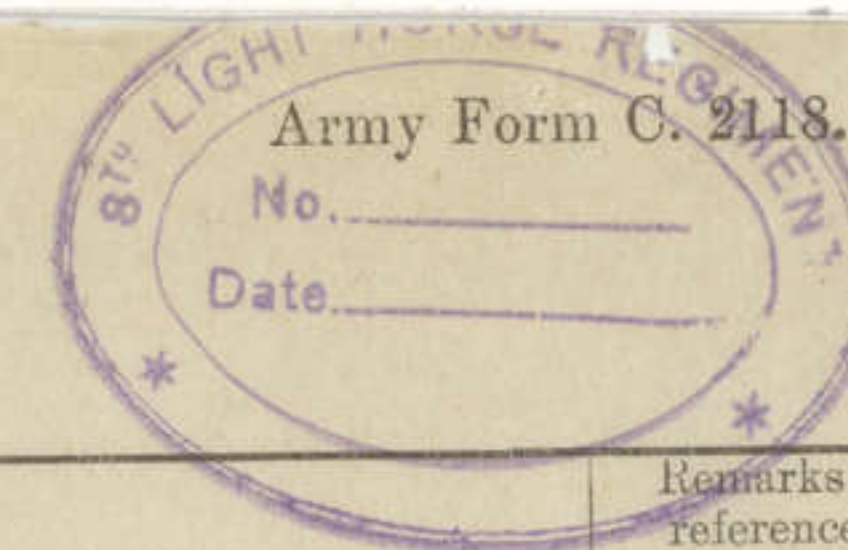 8TH LIGHT HORSE REGIMENT
Army Form C. 2118.
No.
Date
Remarks
reference